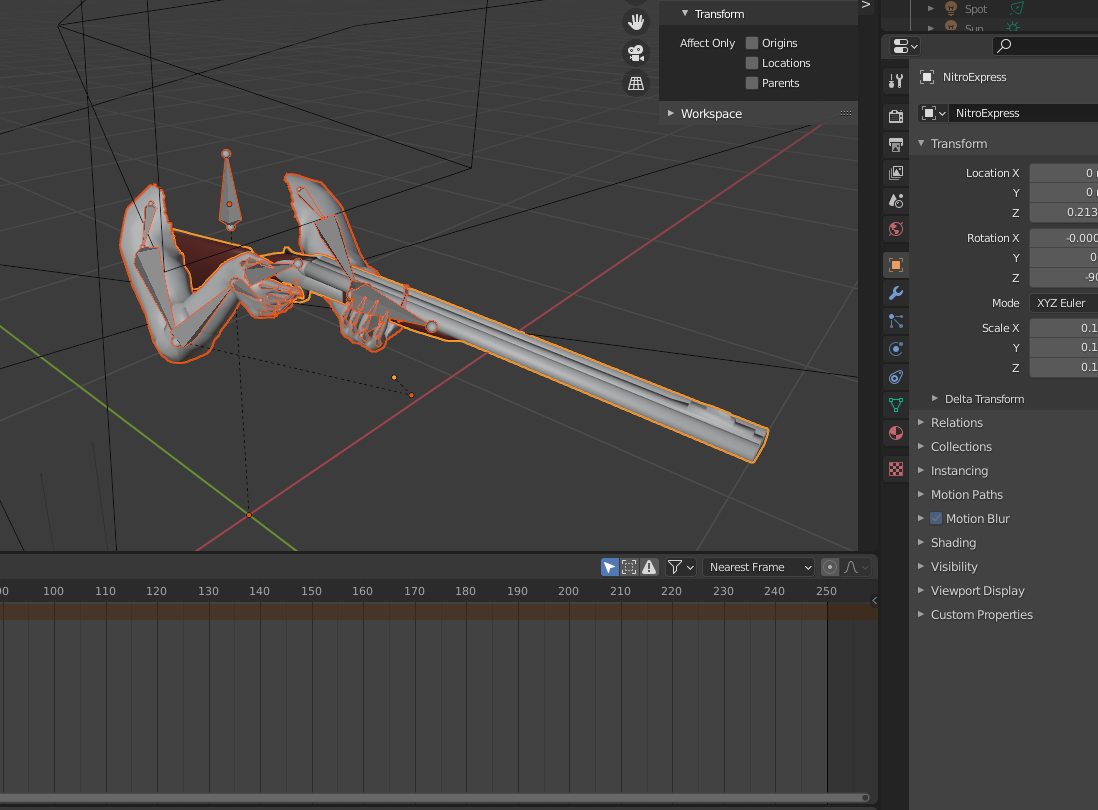 Transform
Affect Only
Origins
Locations
Parents
Workspace
Spot
Sun
NitroExpress
NitroExpress
Transform
Location X 0
Y 0
Z 0.213
Rotation X -0.000
Y 0
Z -90
Mode XYZ Euler
Scale X 0.1
Y 0.1
Z 0.1
Delta Transform
Relations
Collections
Instancing
Motion Paths
Motion Blur
Shading
Visibility
Viewport Display
Custom Properties
Nearest Frame
100 110 120 130 140 150 160 170 180 190 200 210 220 230 240 250